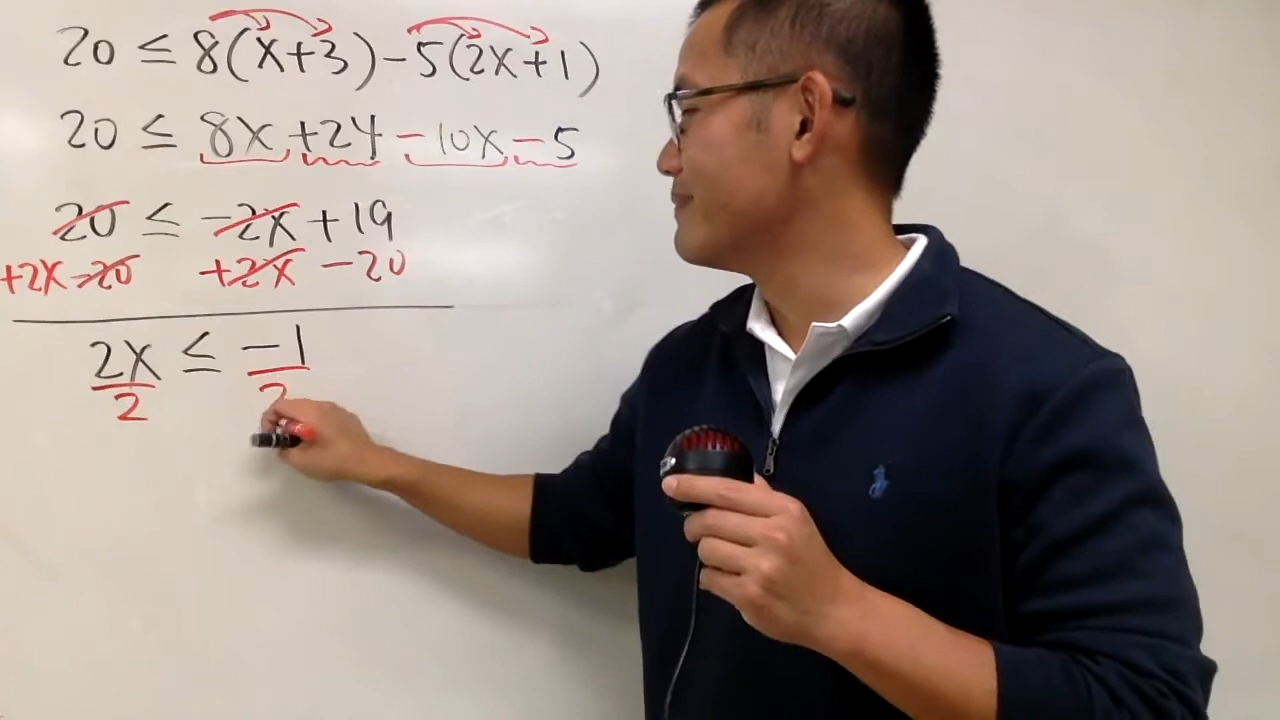 20 ≤ 8(x+3)-5(2x+1)
20 ≤ 8x +24 - 10x - 5
20 ≤ -2x + 19
+2x -20 +2x -20
2x ≤ -1
2 2